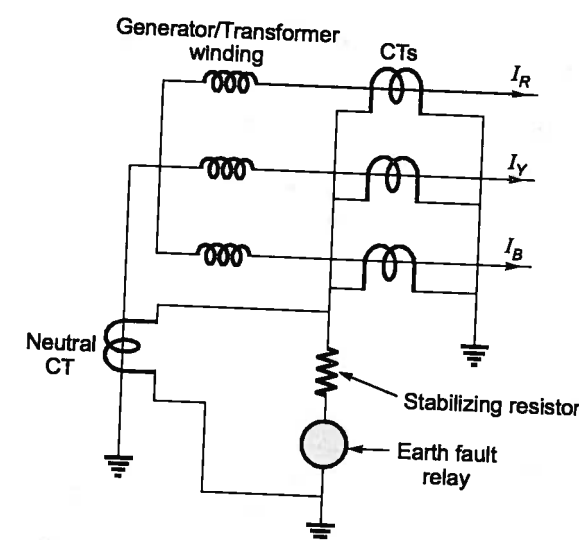 Generator/Transformer
winding
CTs
I_R
I_Y
I_B
Neutral
CT
Stabilizing resistor
Earth fault
relay